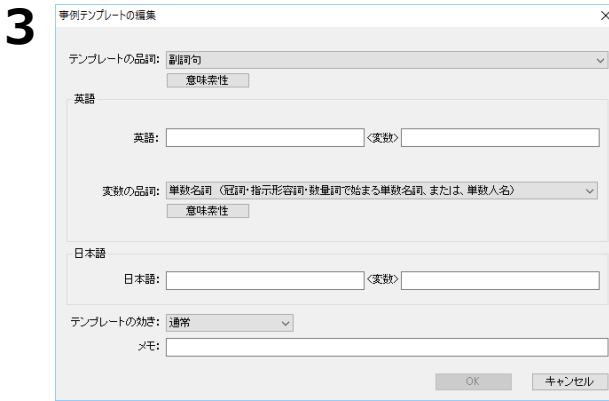 3
事例テンプレートの編集
テンプレートの品詞: 副詞句
意味素性
英語
英語: <変数>
変数の品詞: 単数名詞 (冠詞・指示形容詞・数量詞で始まる単数名詞、または、単数人名)
意味素性
日本語
日本語: <変数>
テンプレートの効き: 通常
メモ:
OK キャンセル